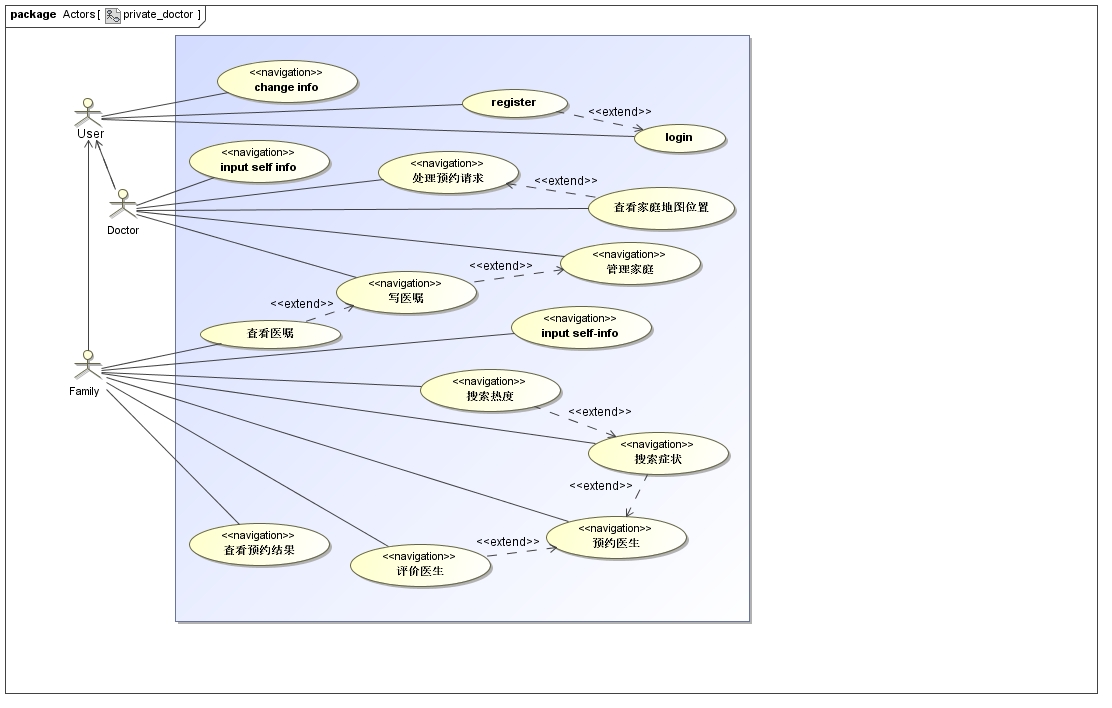 package Actors [ private_doctor ]
<<navigation>>
change info
register
<<extend>>
login
User
<<navigation>>
input self info
<<navigation>>
处理预约请求
<<extend>>
查看家庭地图位置
Doctor
<<navigation>>
管理家庭
<<extend>>
<<navigation>>
写医嘱
<<extend>>
查看医嘱
<<navigation>>
input self-info
Family
<<navigation>>
搜索热度
<<extend>>
<<navigation>>
搜索症状
<<extend>>
<<navigation>>
预约医生
<<extend>>
<<navigation>>
查看预约结果
<<navigation>>
评价医生